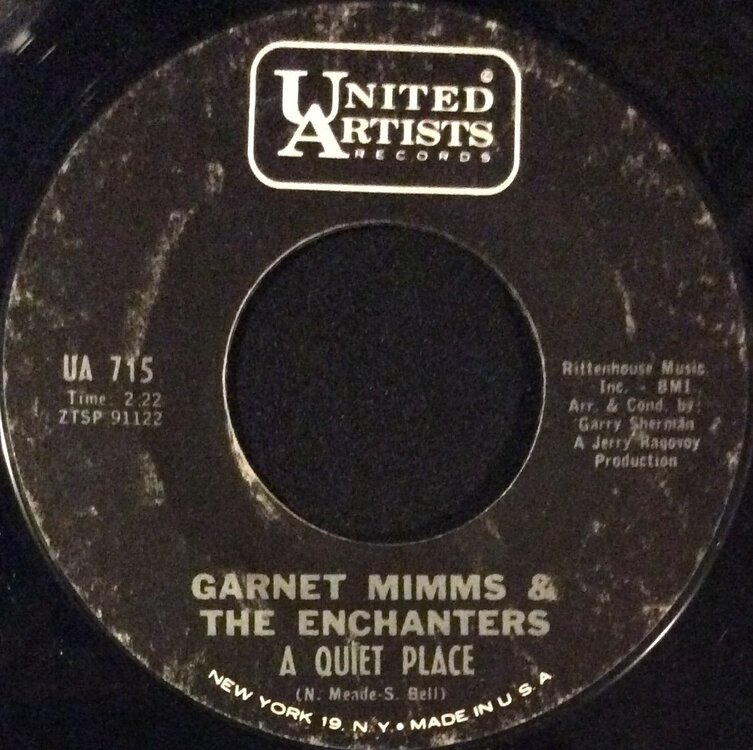 UNITED
ARTISTS
RECORDS
UA 715
Time: 2.22
ZTSP 91122
Rittenhouse Music
Inc. - BMI
Arr. & Cond. by:
Garry Sherman
A Jerry Ragovoy
Production
GARNET MIMMS &
THE ENCHANTERS
A QUIET PLACE
(N. Meade-S. Bell)
NEW YORK 19, N.Y. • MADE IN U S A